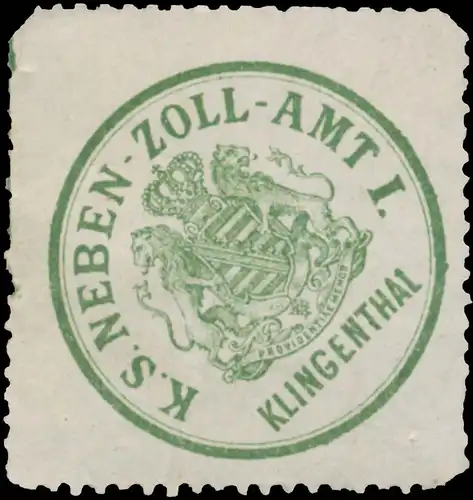 K.S. NEBEN-ZOLL-AMT I.
PROVIDENTIAE MEMOR
KLINGENTHAL